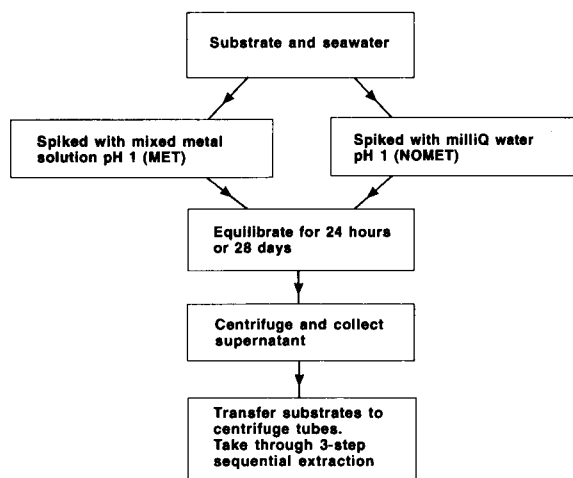 Substrate and seawater
Spiked with mixed metal
solution pH 1 (MET)
Spiked with milliQ water
pH 1 (NOMET)
Equilibrate for 24 hours
or 28 days
Centrifuge and collect
supernatant
Transfer substrates to
centrifuge tubes.
Take through 3-step
sequential extraction